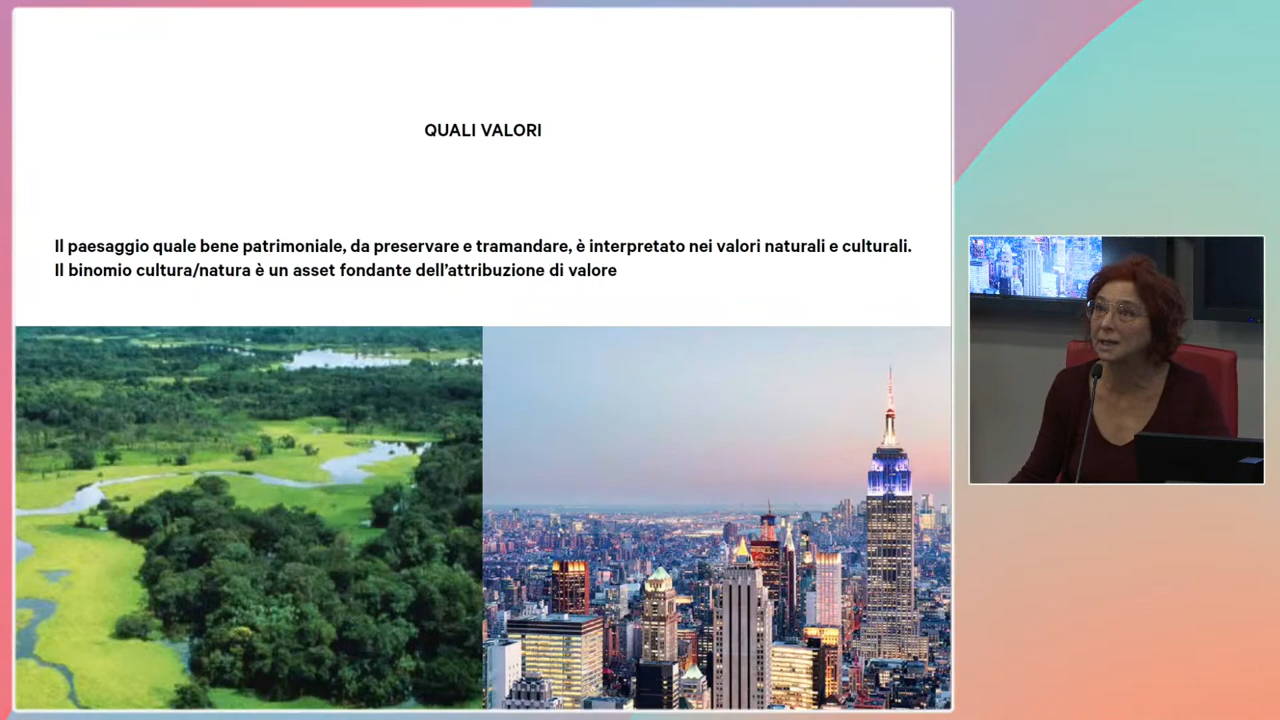 QUALI VALORI
Il paesaggio quale bene patrimoniale, da preservare e tramandare, è interpretato nei valori naturali e culturali.
Il binomio cultura/natura è un asset fondante dell’attribuzione di valore